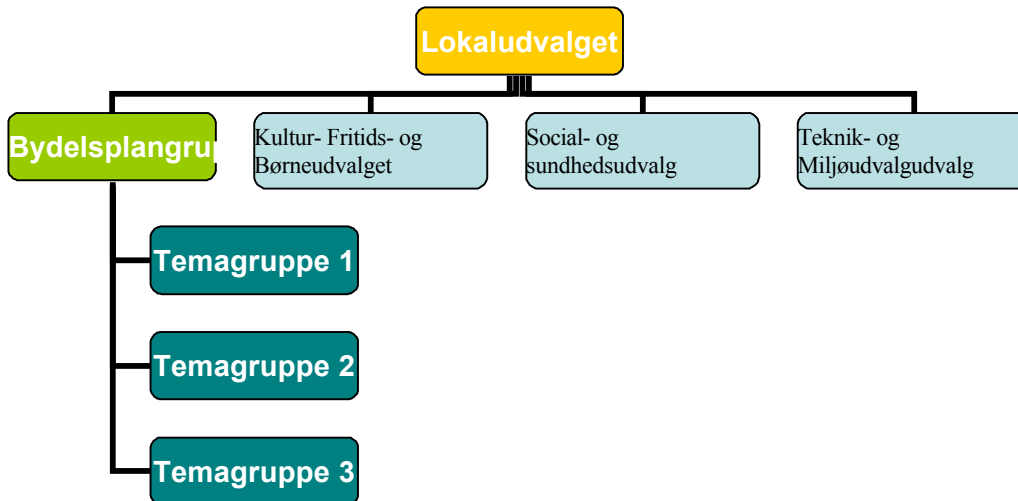 Lokaludvalget
Bydelsplangru
Kultur- Fritids- og
Børneudvalget
Social- og
sundhedsudvalg
Teknik- og
Miljøudvalgudvalg
Temagruppe 1
Temagruppe 2
Temagruppe 3